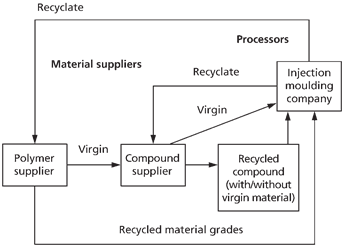 Recyclate
Processors
Material suppliers
Recyclate
Injection
moulding
company
Virgin
Virgin
Polymer
supplier
Compound
supplier
Recycled
compound
(with/without
virgin material)
Recycled material grades